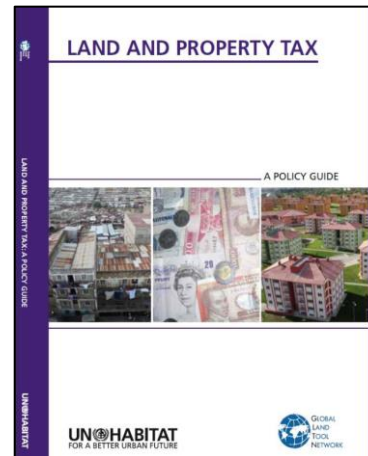 LAND AND PROPERTY TAX
A POLICY GUIDE
LAND AND PROPERTY TAX: A POLICY GUIDE
UN HABITAT
20
UN HABITAT
FOR A BETTER URBAN FUTURE
GLOBAL
LAND
TOOL
NETWORK